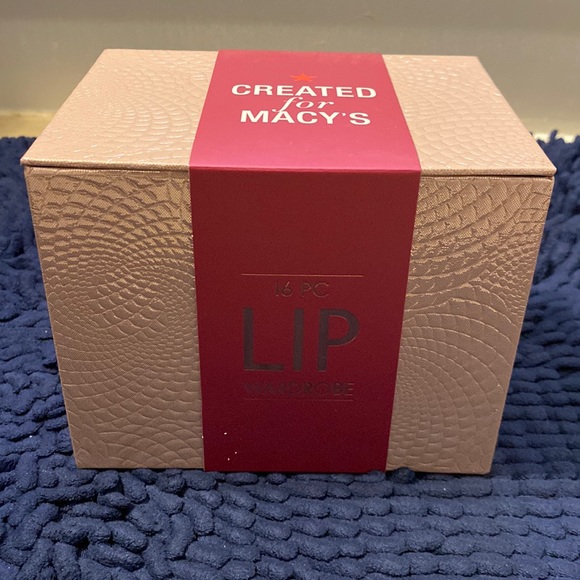 CREATED
for
MACY'S
16 PC
LIP
WARDROBE